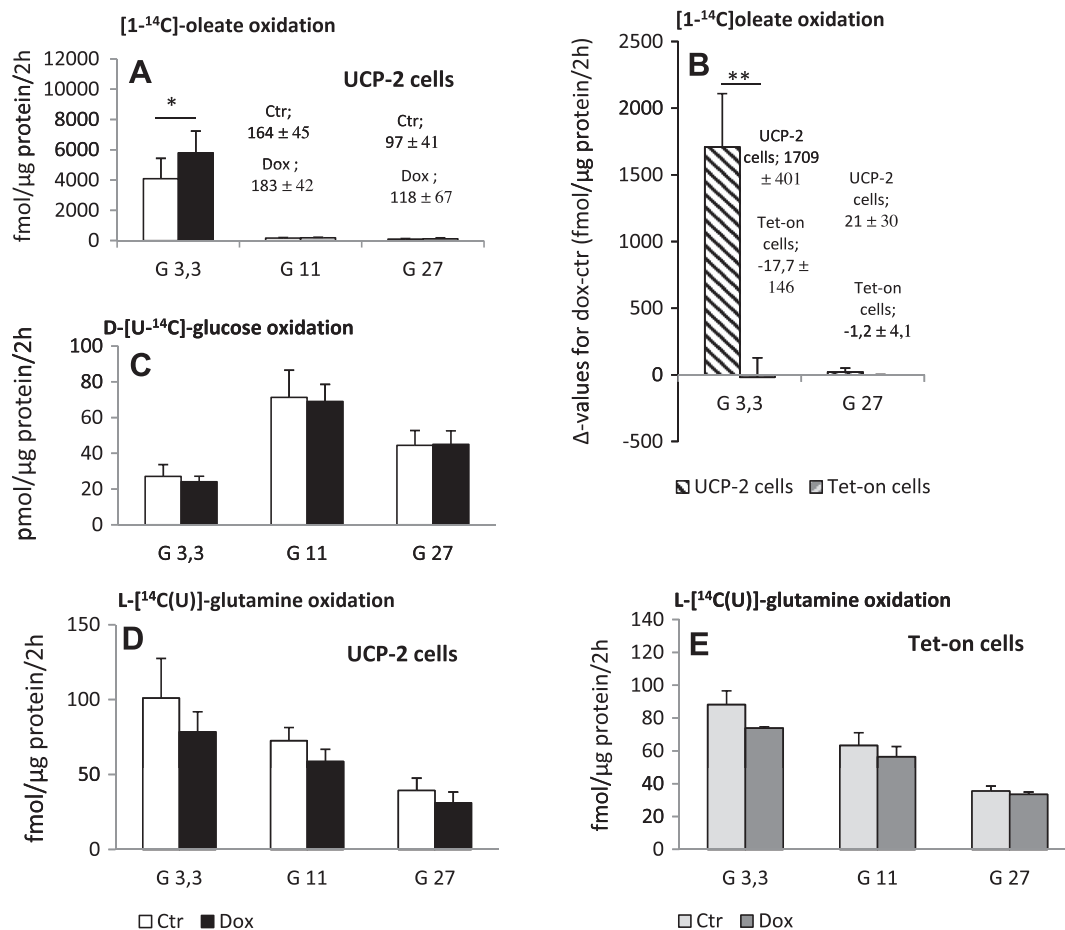 [1-¹⁴C]-oleate oxidation
A
UCP-2 cells
fmol/µg protein/2h
12000
10000
8000
6000
4000
2000
0
*
Ctr;
164 ± 45
Dox ;
183 ± 42
Ctr;
97 ± 41
Dox ;
118 ± 67
G 3,3
G 11
G 27
[1-¹⁴C]oleate oxidation
B
Δ-values for dox-ctr (fmol/µg protein/2h)
2500
2000
1500
1000
500
0
-500
**
UCP-2
cells; 1709
± 401
Tet-on
cells;
-17,7 ±
146
UCP-2
cells;
21 ± 30
Tet-on
cells;
-1,2 ± 4,1
G 3,3
G 27
UCP-2 cells
Tet-on cells
D-[U-¹⁴C]-glucose oxidation
C
pmol/µg protein/2h
100
80
60
40
20
0
G 3,3
G 11
G 27
L-[¹⁴C(U)]-glutamine oxidation
D
UCP-2 cells
fmol/µg protein/2h
150
100
50
0
G 3,3
G 11
G 27
Ctr
Dox
L-[¹⁴C(U)]-glutamine oxidation
E
Tet-on cells
fmol/µg protein/2h
140
120
100
80
60
40
20
0
G 3,3
G 11
G 27
Ctr
Dox